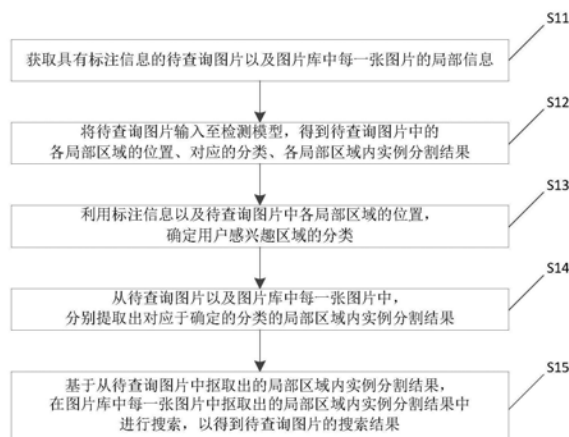 S11
获取具有标注信息的待查询图片以及图片库中每一张图片的局部信息
S12
将待查询图片输入至检测模型，得到待查询图片中的
各局部区域的位置、对应的分类、各局部区域内实例分割结果
S13
利用标注信息以及待查询图片中各局部区域的位置，
确定用户感兴趣区域的分类
S14
从待查询图片以及图片库中每一张图片中，
分别提取出对应于确定的分类的局部区域内实例分割结果
S15
基于从待查询图片中抠取出的局部区域内实例分割结果，
在图片库中每一张图片中抠取出的局部区域内实例分割结果中
进行搜索，以得到待查询图片的搜索结果